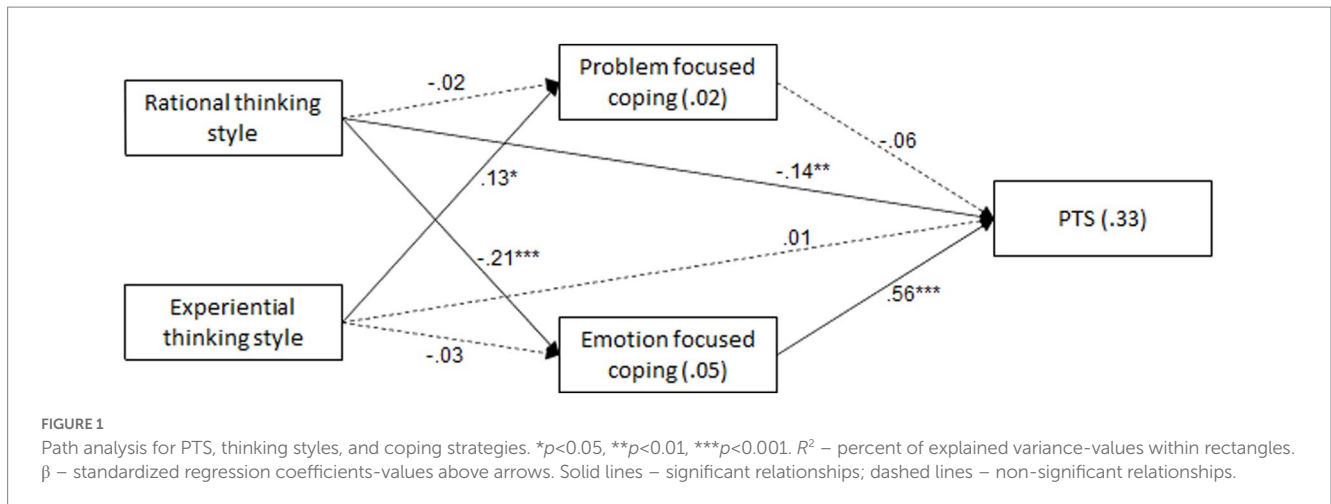 Rational thinking
style
Experiential
thinking style
Problem focused
coping (.02)
Emotion focused
coping (.05)
PTS (.33)
-.02
.13*
-.21***
-.03
-.14**
.01
-.06
.56***
FIGURE 1
Path analysis for PTS, thinking styles, and coping strategies. *p<0.05, **p<0.01, ***p<0.001. R² – percent of explained variance-values within rectangles.
β – standardized regression coefficients-values above arrows. Solid lines – significant relationships; dashed lines – non-significant relationships.